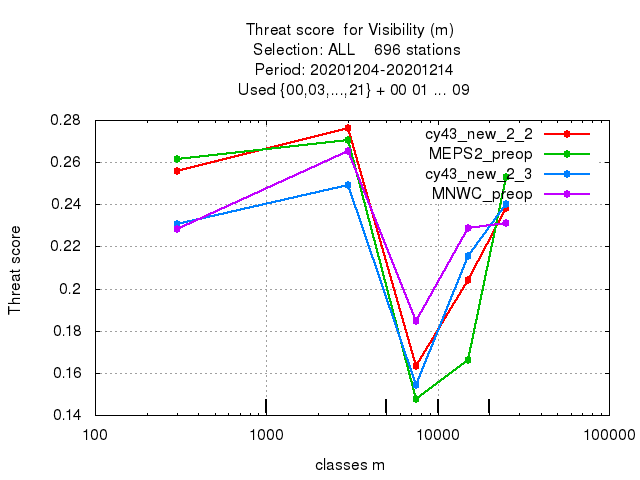 Threat score  for Visibility (m)
Selection: ALL    696 stations
Period: 20201204-20201214
Used {00,03,...,21} + 00 01 ... 09
0.28
0.26
0.24
0.22
0.2
0.18
0.16
0.14
Threat score
cy43_new_2_2
MEPS2_preop
cy43_new_2_3
MNWC_preop
100 1000 10000 100000
classes m